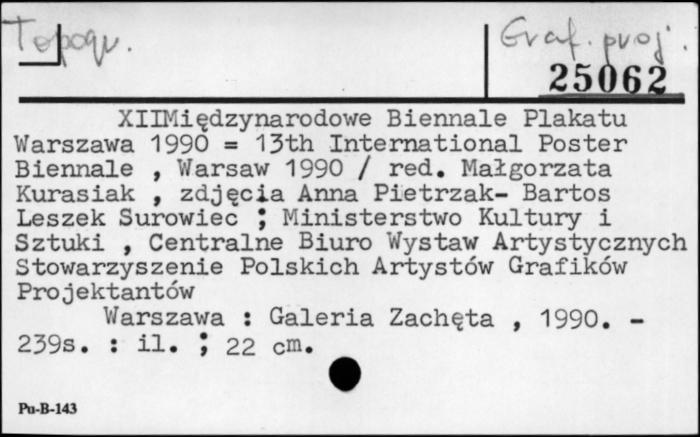 Topogr. Graf. proj.
25062
XIIMiędzynarodowe Biennale Plakatu
Warszawa 1990 = 13th International Poster
Biennale , Warsaw 1990 / red. Małgorzata
Kurasiak , zdjęcia Anna Pietrzak- Bartos
Leszek Surowiec ; Ministerstwo Kultury i
Sztuki , Centralne Biuro Wystaw Artystycznych
Stowarzyszenie Polskich Artystów Grafików
Projektantów
Warszawa : Galeria Zachęta , 1990. -
239s. : il. ; 22 cm.
Pu-B-143